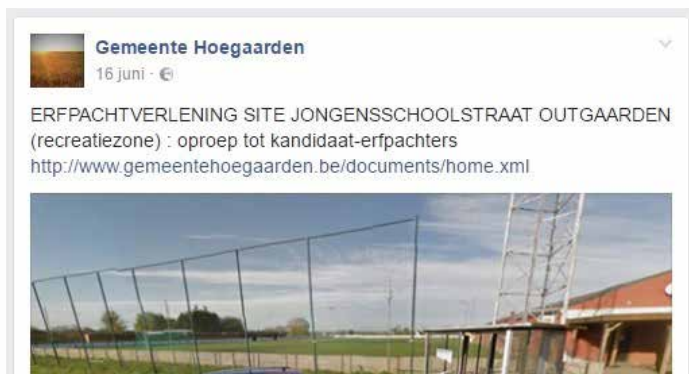 Gemeente Hoegaarden
16 juni ·
ERFPACHTVERLENING SITE JONGENSSCHOOLSTRAAT OUTGAARDEN
(recreatiezone) : oproep tot kandidaat-erfpachters
http://www.gemeentehoegaarden.be/documents/home.xml